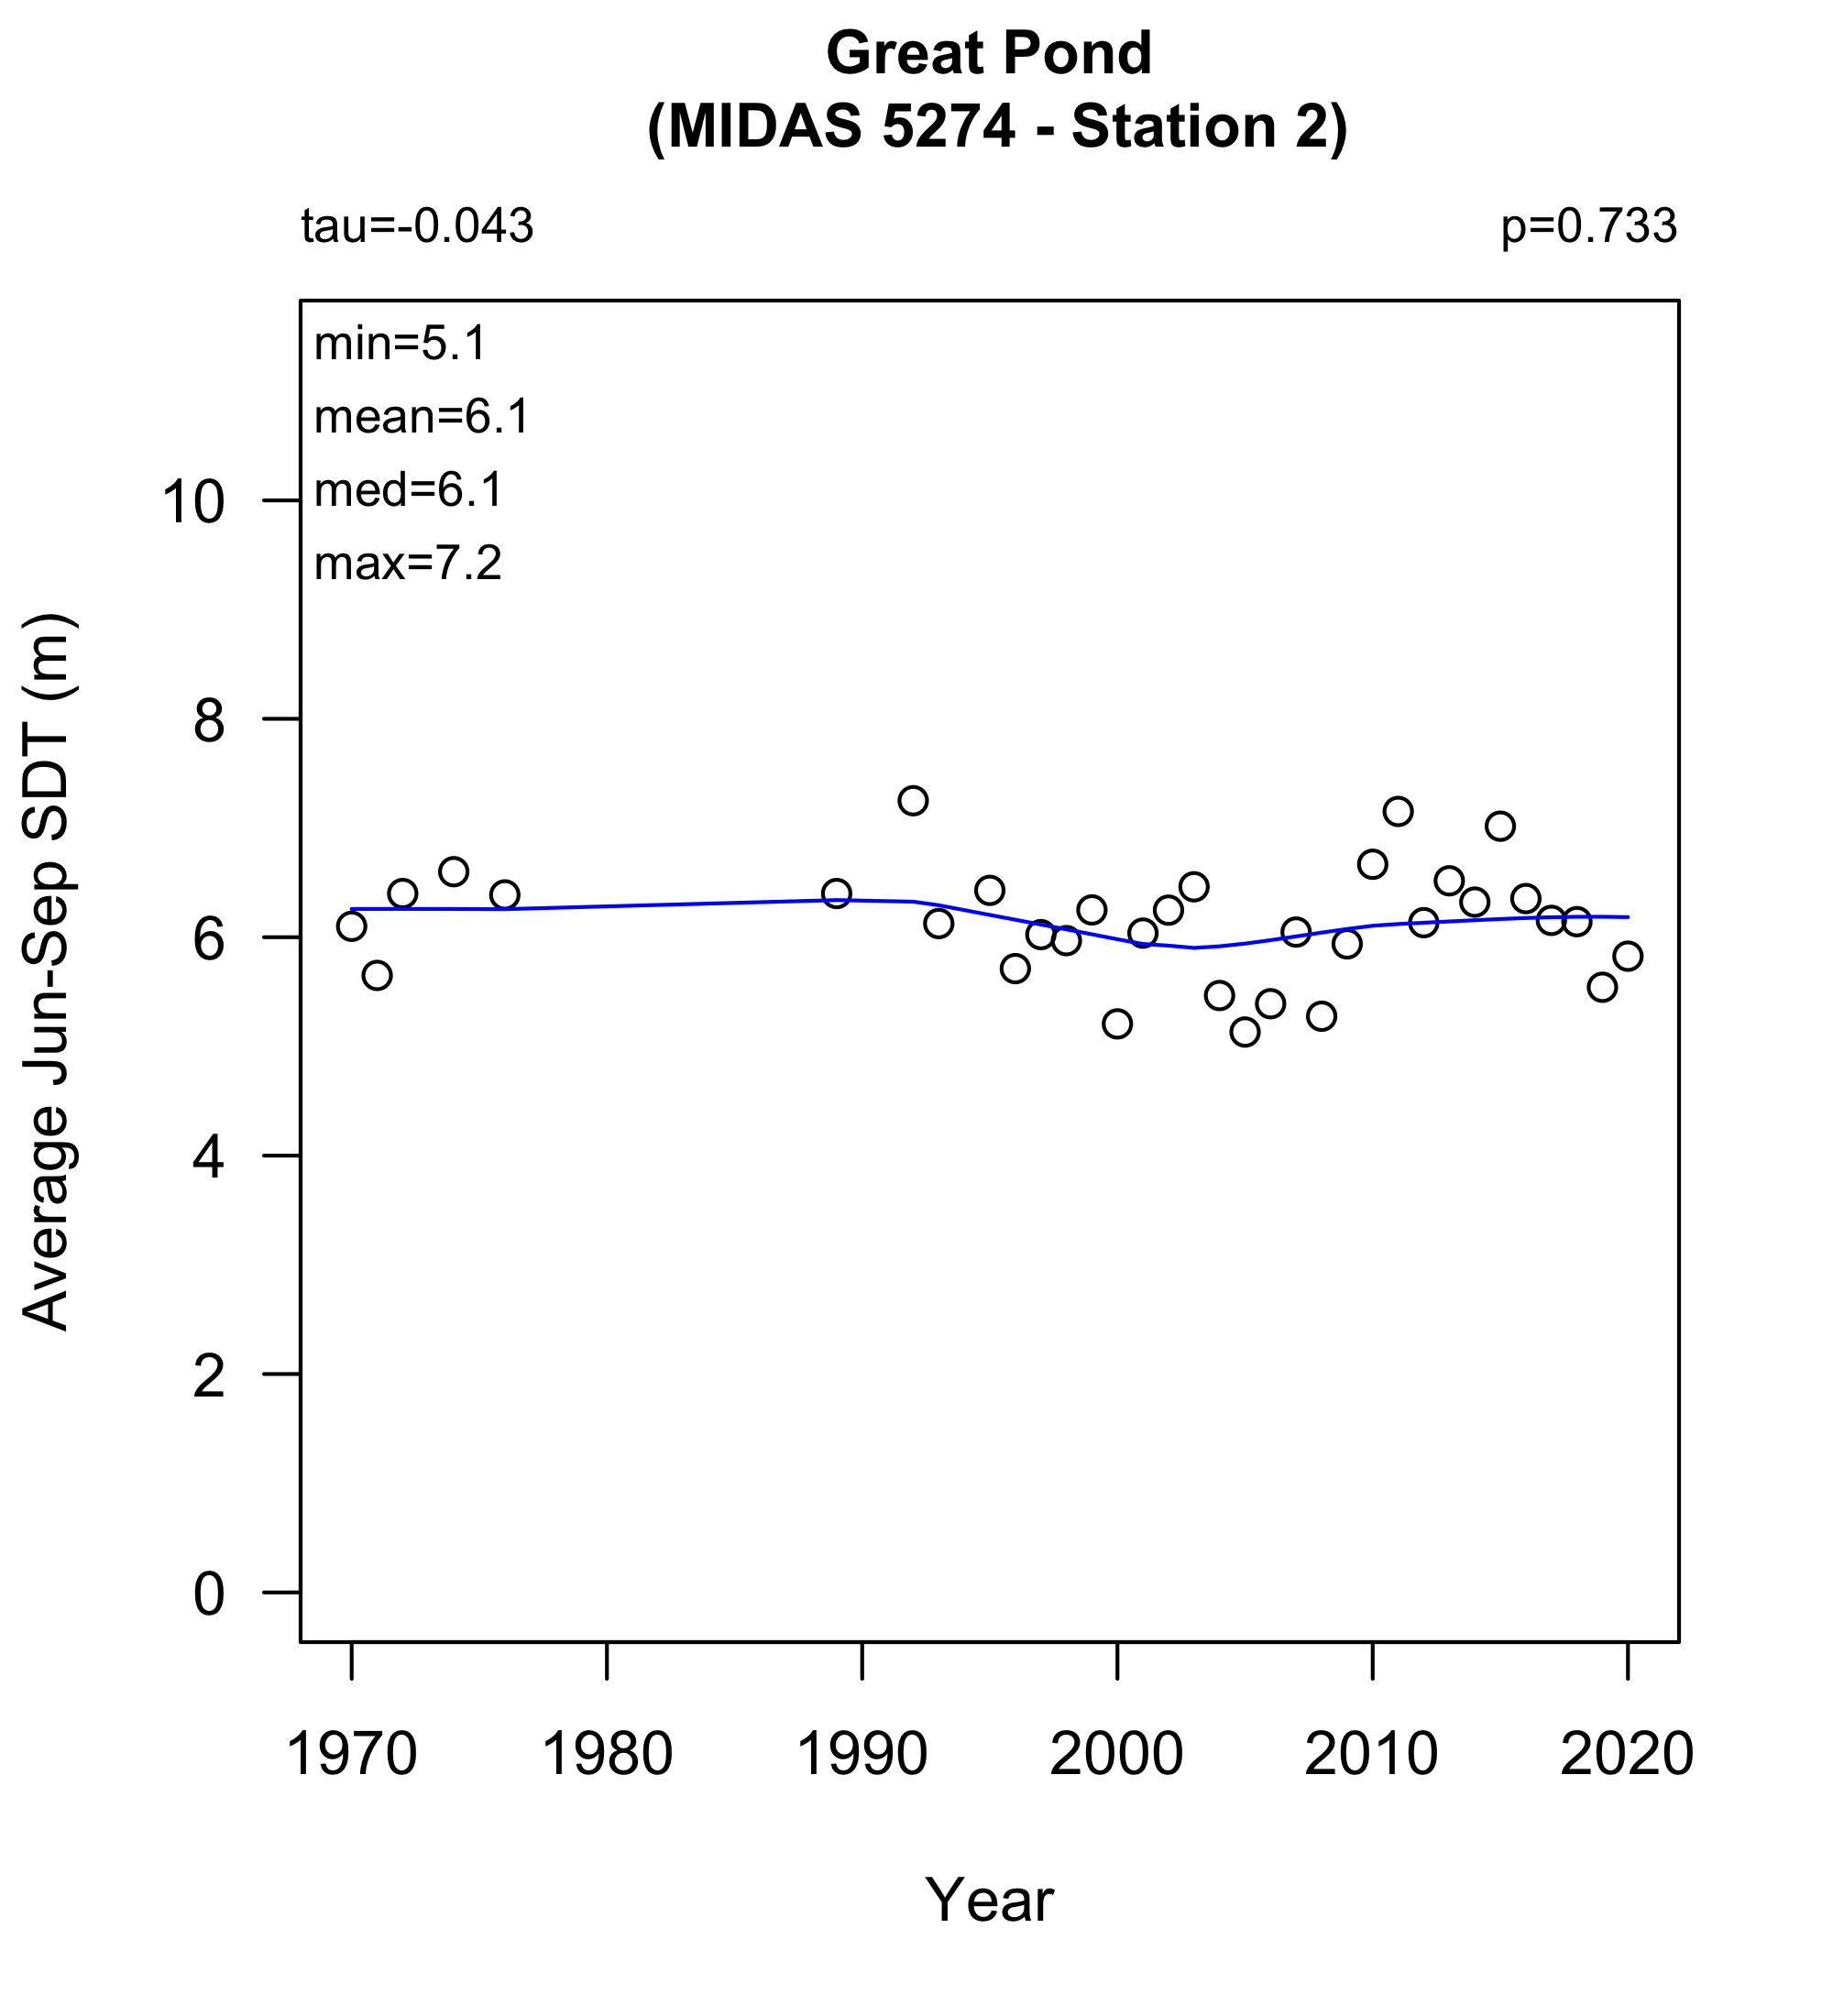 Great Pond
(MIDAS 5274 - Station 2)
tau=-0.043
p=0.733
min=5.1
mean=6.1
med=6.1
max=7.2
Average Jun-Sep SDT (m)
10
8
6
4
2
0
1970 1980 1990 2000 2010 2020
Year